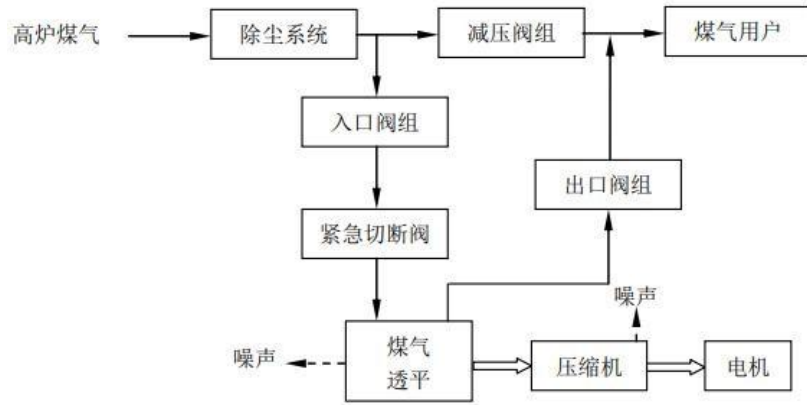 高炉煤气
除尘系统
减压阀组
煤气用户
入口阀组
出口阀组
紧急切断阀
噪声
噪声
煤气
透平
压缩机
电机